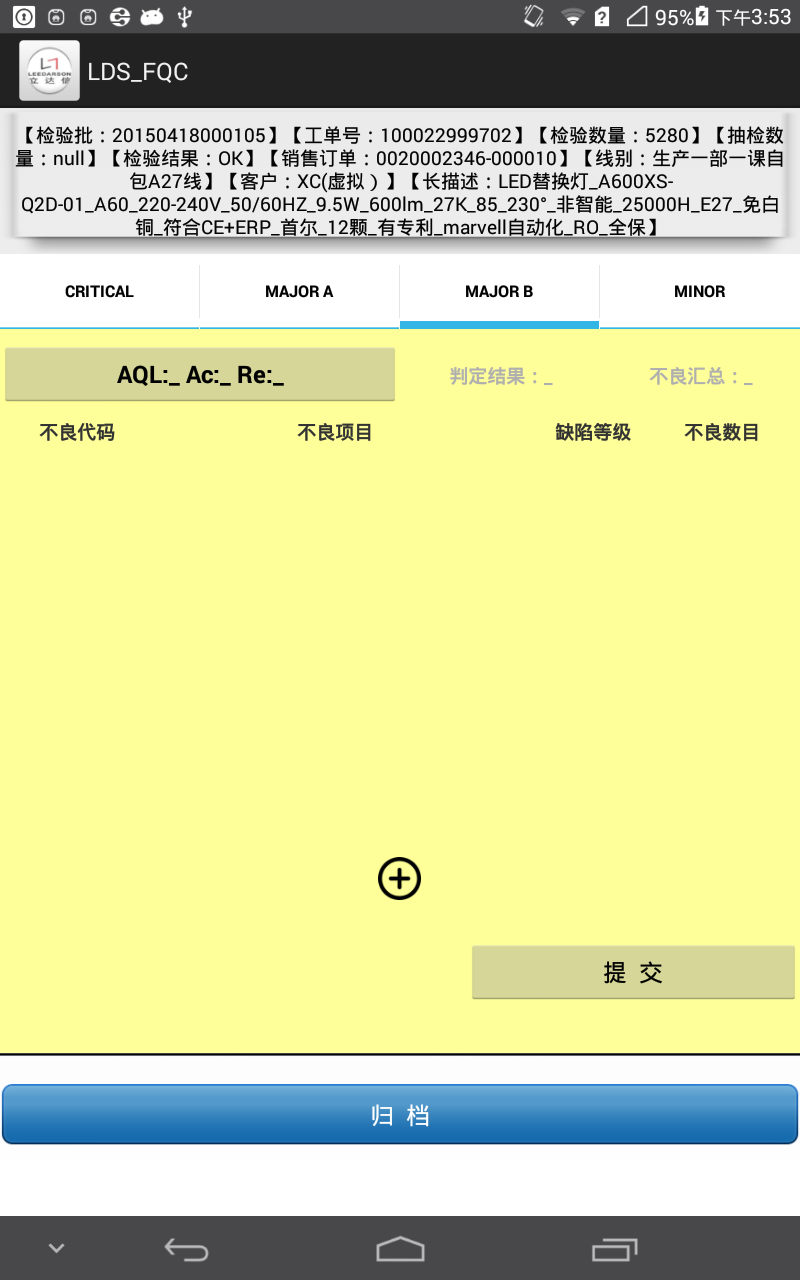 95% 下午3:53
LEEDARSON
立 达 信
LDS_FQC
【检验批：20150418000105】【工单号：100022999702】【检验数量：5280】【抽检数
量：null】【检验结果：OK】【销售订单：0020002346-000010】【线别：生产一部一课自
包A27线】【客户：XC(虚拟）】【长描述：LED替换灯_A600XS-
Q2D-01_A60_220-240V_50/60HZ_9.5W_600lm_27K_85_230°_非智能_25000H_E27_免白
铜_符合CE+ERP_首尔_12颗_有专利_marvell自动化_RO_全保】
CRITICAL MAJOR A MAJOR B MINOR
AQL:_ Ac:_ Re:_ 判定结果：_ 不良汇总：_
不良代码 不良项目 缺陷等级 不良数目
提 交
归 档